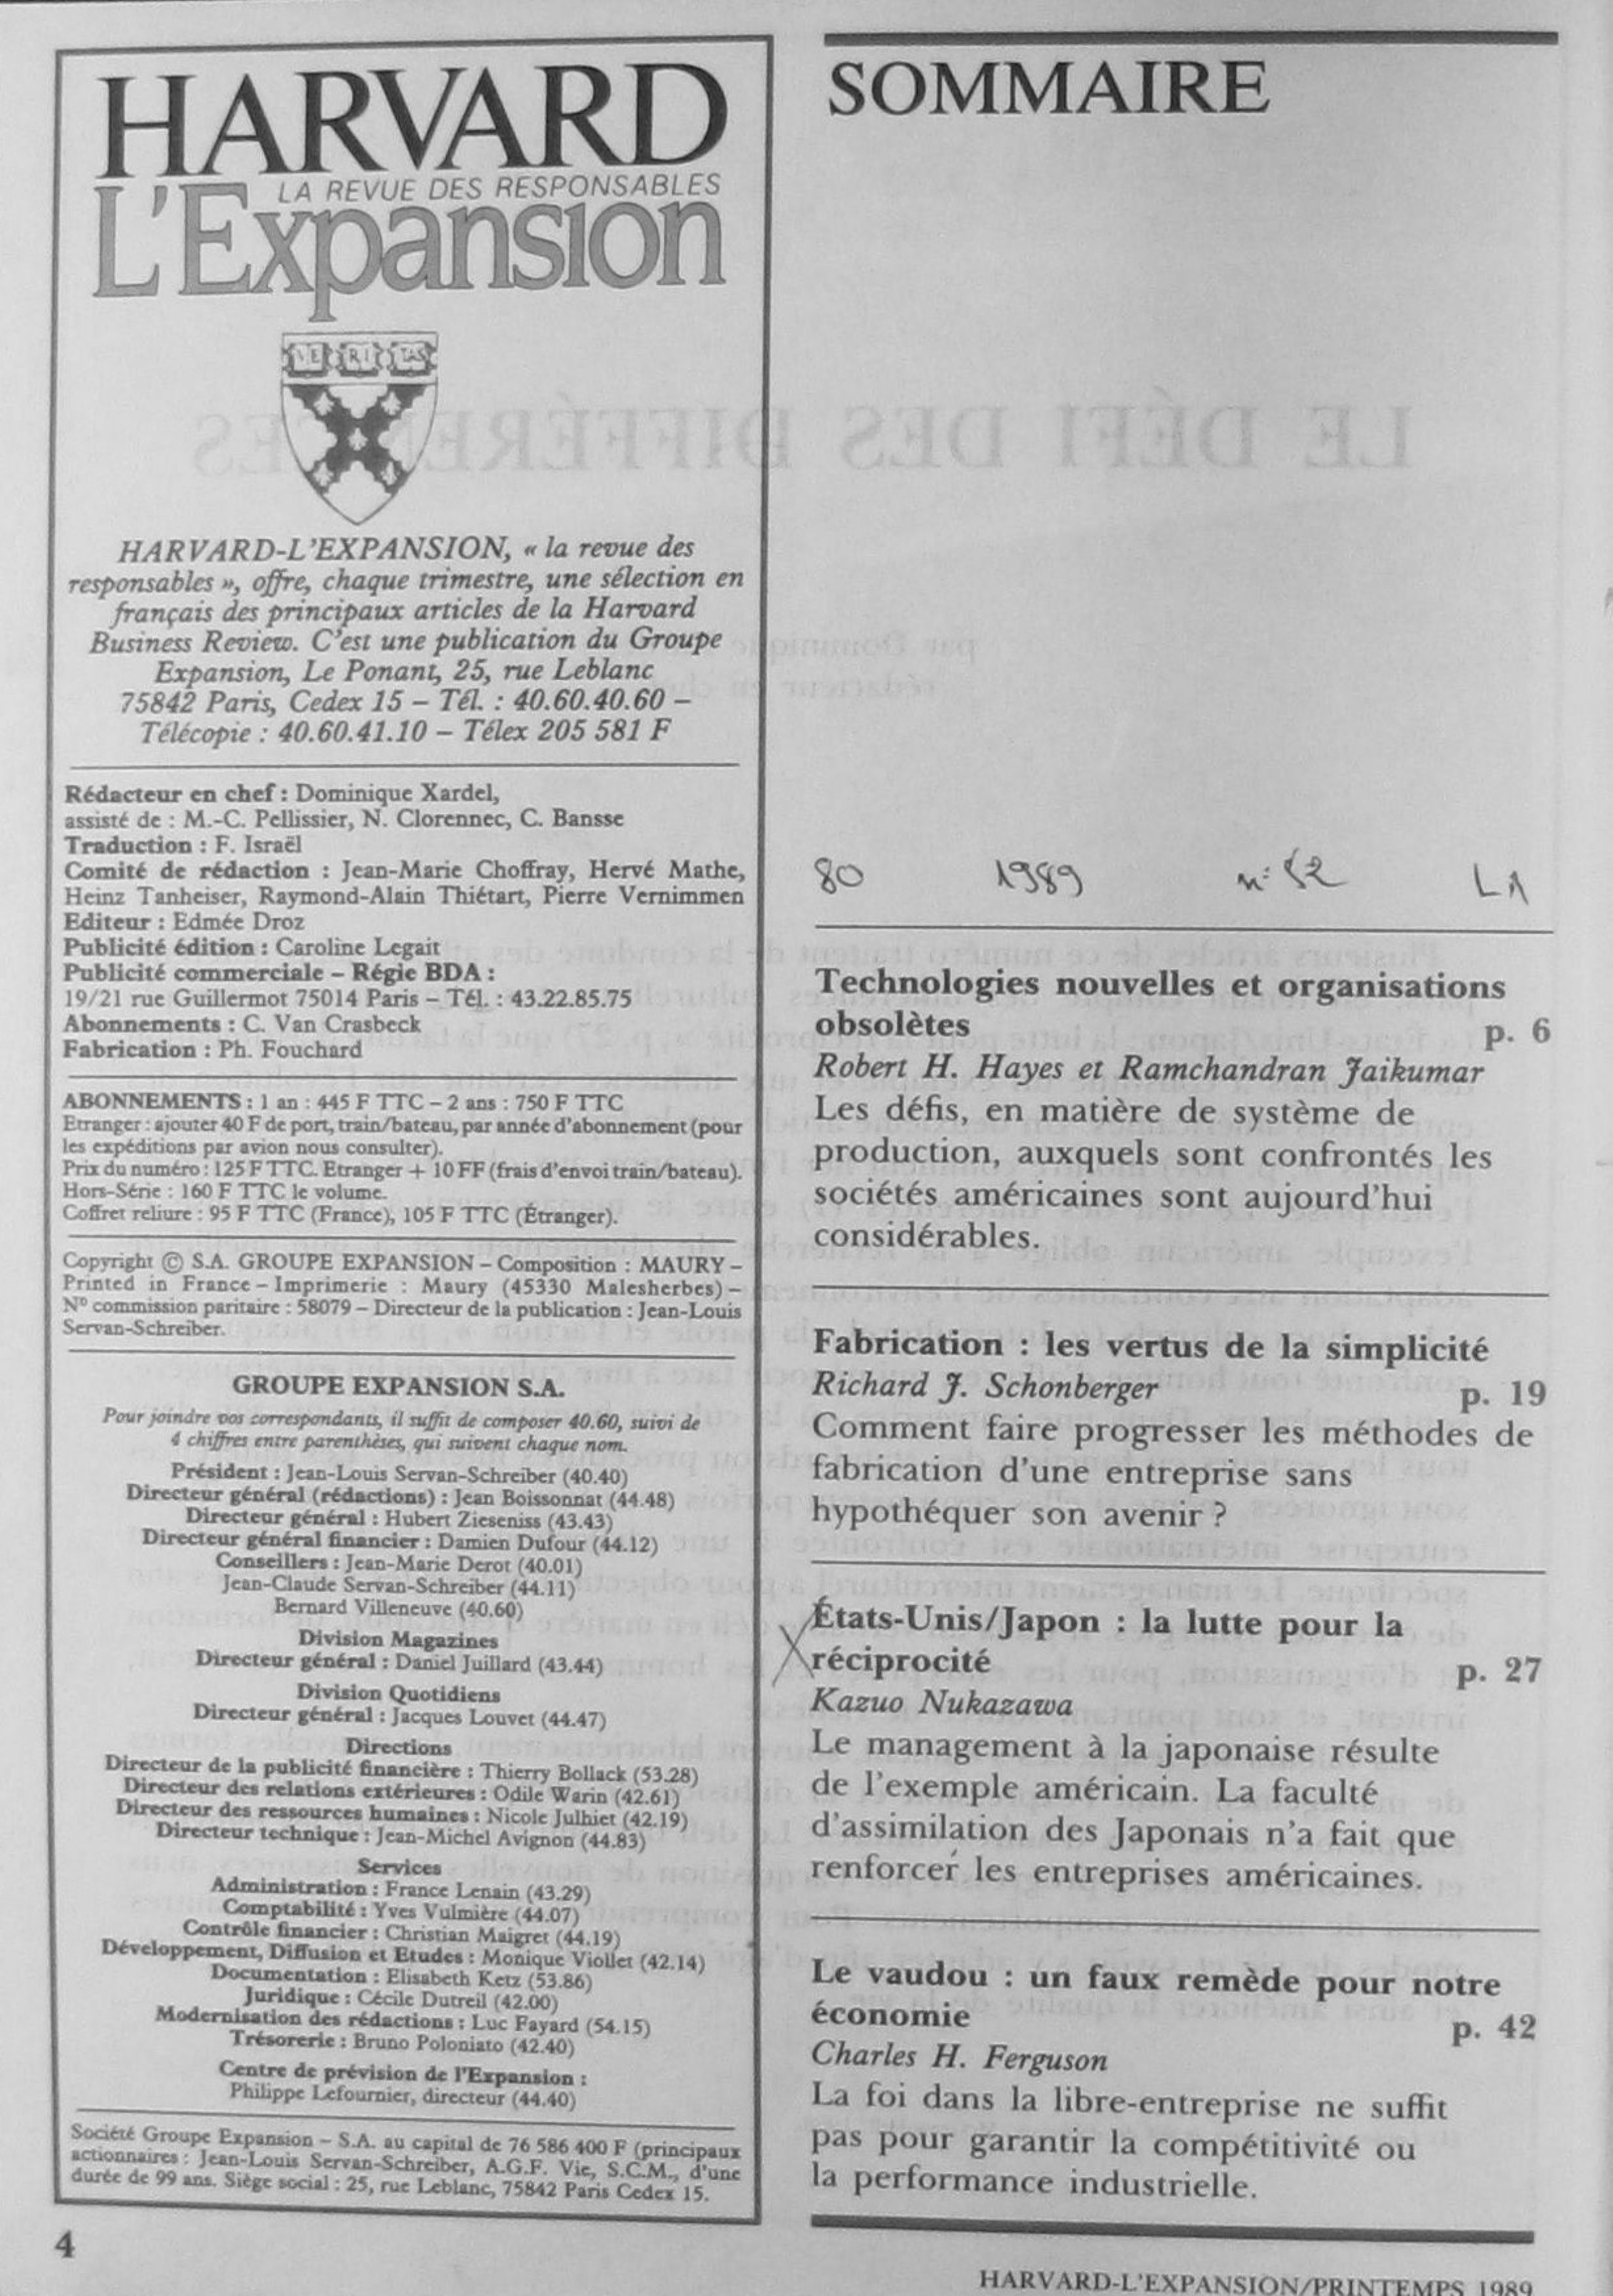 HARVARD
LA REVUE DES RESPONSABLES
L'Expansion
VE RI TAS
HARVARD-L'EXPANSION, « la revue des
responsables », offre, chaque trimestre, une sélection en
français des principaux articles de la Harvard
Business Review. C'est une publication du Groupe
Expansion, Le Ponant, 25, rue Leblanc
75842 Paris, Cedex 15 – Tél. : 40.60.40.60 –
Télécopie : 40.60.41.10 – Télex 205 581 F
Rédacteur en chef : Dominique Xardel,
assisté de : M.-C. Pellissier, N. Clorennec, C. Bansse
Traduction : F. Israël
Comité de rédaction : Jean-Marie Choffray, Hervé Mathe,
Heinz Tanheiser, Raymond-Alain Thiétart, Pierre Vernimmen
Editeur : Edmée Droz
Publicité édition : Caroline Legait
Publicité commerciale – Régie BDA :
19/21 rue Guillermot 75014 Paris – Tél. : 43.22.85.75
Abonnements : C. Van Crasbeck
Fabrication : Ph. Fouchard
ABONNEMENTS : 1 an : 445 F TTC – 2 ans : 750 F TTC
Etranger : ajouter 40 F de port, train/bateau, par année d'abonnement (pour
les expéditions par avion nous consulter).
Prix du numéro : 125 F TTC. Etranger + 10 FF (frais d'envoi train/bateau).
Hors-Série : 160 F TTC le volume.
Coffret reliure : 95 F TTC (France), 105 F TTC (Étranger).
Copyright © S.A. GROUPE EXPANSION – Composition : MAURY –
Printed in France – Imprimerie : Maury (45330 Malesherbes) –
N° commission paritaire : 58079 – Directeur de la publication : Jean-Louis
Servan-Schreiber.
GROUPE EXPANSION S.A.
Pour joindre vos correspondants, il suffit de composer 40.60, suivi de
4 chiffres entre parenthèses, qui suivent chaque nom.
Président : Jean-Louis Servan-Schreiber (40.40)
Directeur général (rédactions) : Jean Boissonnat (44.48)
Directeur général : Hubert Zieseniss (43.43)
Directeur général financier : Damien Dufour (44.12)
Conseillers : Jean-Marie Derot (40.01)
Jean-Claude Servan-Schreiber (44.11)
Bernard Villeneuve (40.60)
Division Magazines
Directeur général : Daniel Juillard (43.44)
Division Quotidiens
Directeur général : Jacques Louvet (44.47)
Directions
Directeur de la publicité financière : Thierry Bollack (53.28)
Directeur des relations extérieures : Odile Warin (42.61)
Directeur des ressources humaines : Nicole Julhiet (42.19)
Directeur technique : Jean-Michel Avignon (44.83)
Services
Administration : France Lenain (43.29)
Comptabilité : Yves Vulmière (44.07)
Contrôle financier : Christian Maigret (44.19)
Développement, Diffusion et Etudes : Monique Viollet (42.14)
Documentation : Elisabeth Ketz (53.86)
Juridique : Cécile Dutreil (42.00)
Modernisation des rédactions : Luc Fayard (54.15)
Trésorerie : Bruno Poloniato (42.40)
Centre de prévision de l'Expansion :
Philippe Lefournier, directeur (44.40)
Société Groupe Expansion – S.A. au capital de 76 586 400 F (principaux
actionnaires : Jean-Louis Servan-Schreiber, A.G.F. Vie, S.C.M., d'une
durée de 99 ans. Siège social : 25, rue Leblanc, 75842 Paris Cedex 15.
4
SOMMAIRE
80 1989 n° 52 LA
Technologies nouvelles et organisations
obsolètes p. 6
Robert H. Hayes et Ramchandran Jaikumar
Les défis, en matière de système de
production, auxquels sont confrontés les
sociétés américaines sont aujourd'hui
considérables.
Fabrication : les vertus de la simplicité
Richard J. Schonberger p. 19
Comment faire progresser les méthodes de
fabrication d'une entreprise sans
hypothéquer son avenir ?
États-Unis/Japon : la lutte pour la
réciprocité p. 27
Kazuo Nukazawa
Le management à la japonaise résulte
de l'exemple américain. La faculté
d'assimilation des Japonais n'a fait que
renforcer les entreprises américaines.
Le vaudou : un faux remède pour notre
économie p. 42
Charles H. Ferguson
La foi dans la libre-entreprise ne suffit
pas pour garantir la compétitivité ou
la performance industrielle.
HARVARD-L'EXPANSION/PRINTEMPS 1989